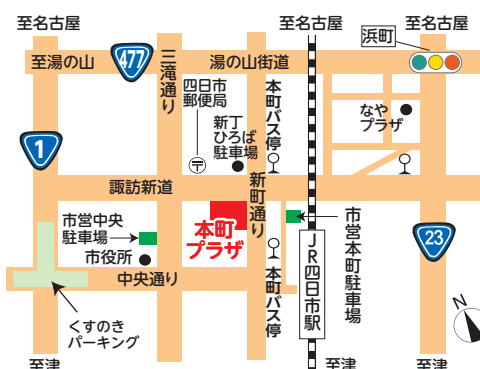 至名古屋
至名古屋
至名古屋
浜町
至湯の山
477
三滝通り
湯の山街道
四日市
郵便局
本町バス停
新丁
ひろば
駐車場
なや
プラザ
1
〒
諏訪新道
新町通り
市営中央
駐車場
本町
プラザ
市営本町駐車場
23
市役所
中央通り
本町バス停
JR四日市駅
N
くすのき
パーキング
至津
至津
至津